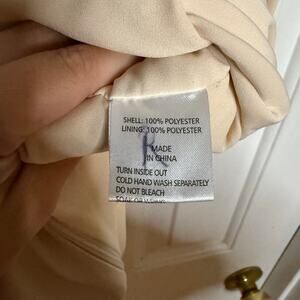 SHELL: 100% POLYESTER
LINING: 100% POLYESTER
K
MADE
IN CHINA
TURN INSIDE OUT
COLD HAND WASH SEPARATELY
DO NOT BLEACH